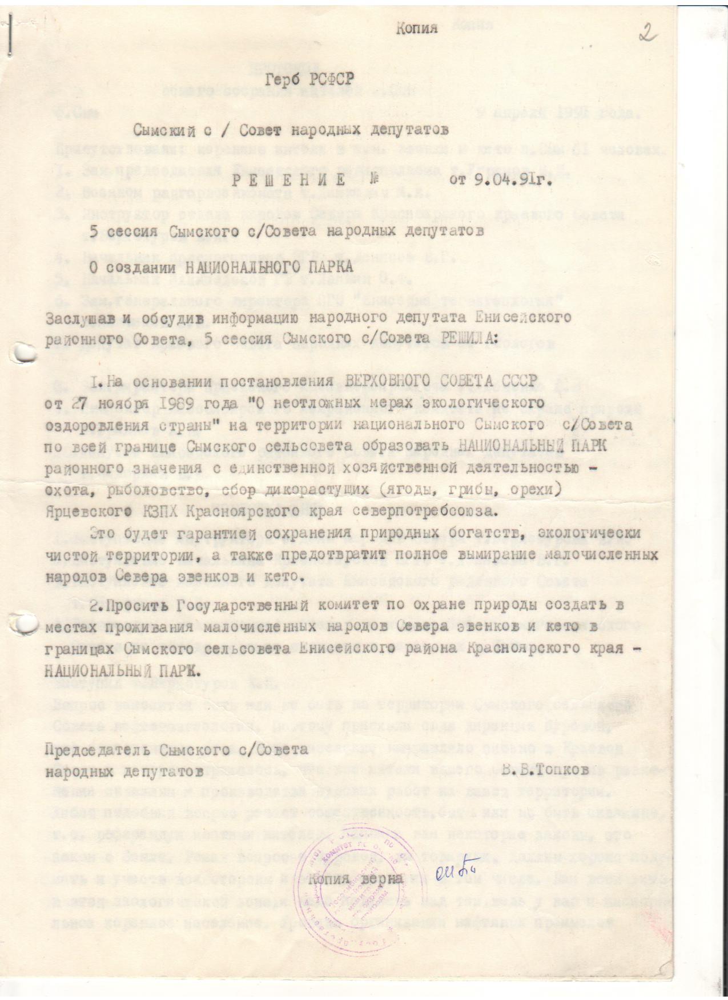 Копия
2
Герб РСФСР
Сымский с / Совет народных депутатов
РЕШЕНИЕ № от 9.04.91г.
5 сессия Сымского с/Совета народных депутатов
О создании НАЦИОНАЛЬНОГО ПАРКА
Заслушав и обсудив информацию народного депутата Енисейского
районного Совета, 5 сессия Сымского с/Совета РЕШИЛА:
1.На основании постановления ВЕРХОВНОГО СОВЕТА СССР
от 27 ноября 1989 года "О неотложных мерах экологического
оздоровления страны" на территории национального Сымского с/Совета
по всей границе Сымского сельсовета образовать НАЦИОНАЛЬНЫЙ ПАРК
районного значения с единственной хозяйственной деятельностью -
охота, рыболовство, сбор дикорастущих (ягоды, грибы, орехи)
Ярцевского КЗПХ Красноярского края северпотребсоюза.
Это будет гарантией сохранения природных богатств, экологически
чистой территории, а также предотвратит полное вымирание малочисленных
народов Севера эвенков и кето.
2.Просить Государственный комитет по охране природы создать в
местах проживания малочисленных народов Севера эвенков и кето в
границах Сымского сельсовета Енисейского района Красноярского края -
НАЦИОНАЛЬНЫЙ ПАРК.
Председатель Сымского с/Совета
народных депутатов В.В.Топков
Копия верна